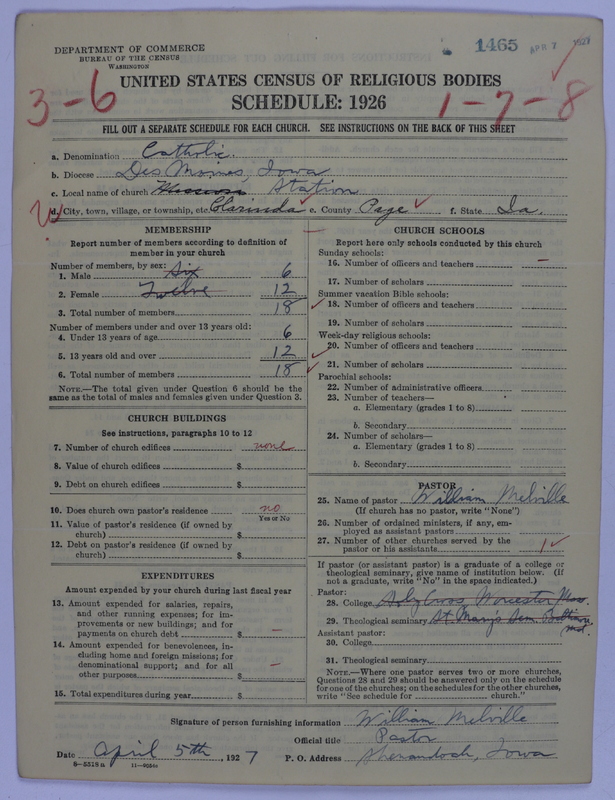 DEPARTMENT OF COMMERCE
BUREAU OF THE CENSUS
WASHINGTON
1465 APR 7 1927
UNITED STATES CENSUS OF RELIGIOUS BODIES
SCHEDULE: 1926
3-6 1-7-8
FILL OUT A SEPARATE SCHEDULE FOR EACH CHURCH. SEE INSTRUCTIONS ON THE BACK OF THIS SHEET
a. Denomination Catholic.
b. Diocese Des Moines, Iowa
c. Local name of church Station
d. City, town, village, or township, etc. Clarinda e. County Page f. State Ia.
MEMBERSHIP
Report number of members according to definition of member in your church
Number of members, by sex:
1. Male Six 6
2. Female Twelve 12
3. Total number of members 18
Number of members under and over 13 years old:
4. Under 13 years of age 6
5. 13 years old and over 12
6. Total number of members 18
NOTE.—The total given under Question 6 should be the same as the total of males and females given under Question 3.
CHURCH BUILDINGS
See instructions, paragraphs 10 to 12
7. Number of church edifices none
8. Value of church edifices $
9. Debt on church edifices $
10. Does church own pastor's residence no
Yes or No
11. Value of pastor's residence (if owned by church) $
12. Debt on pastor's residence (if owned by church) $
EXPENDITURES
Amount expended by your church during last fiscal year
13. Amount expended for salaries, repairs, and other running expenses; for improvements or new buildings; and for payments on church debt $ —
14. Amount expended for benevolences, including home and foreign missions; for denominational support; and for all other purposes $ —
15. Total expenditures during year $
CHURCH SCHOOLS
Report here only schools conducted by this church
Sunday schools:
16. Number of officers and teachers —
17. Number of scholars
Summer vacation Bible schools:
18. Number of officers and teachers
19. Number of scholars
Week-day religious schools:
20. Number of officers and teachers
21. Number of scholars
Parochial schools:
22. Number of administrative officers
23. Number of teachers—
a. Elementary (grades 1 to 8)
b. Secondary
24. Number of scholars—
a. Elementary (grades 1 to 8)
b. Secondary
PASTOR
25. Name of pastor William Melville
(If church has no pastor, write "None")
26. Number of ordained ministers, if any, employed as assistant pastors
27. Number of other churches served by the pastor or his assistants 1
If pastor (or assistant pastor) is a graduate of a college or theological seminary, give name of institution below. (If not a graduate, write "No" in the space indicated.)
Pastor:
28. College Holy Cross Worcester Mass.
29. Theological seminary St. Mary's Sem. Md.
Assistant pastor:
30. College
31. Theological seminary
NOTE.—Where one pastor serves two or more churches, Questions 28 and 29 should be answered only on the schedule for one of the churches; on the schedules for the other churches, write "See schedule for church."
Signature of person furnishing information William Melville
Official title Pastor
Date April 5th, 1927 P. O. Address Shenandoah, Iowa
8-5518a 11-9054